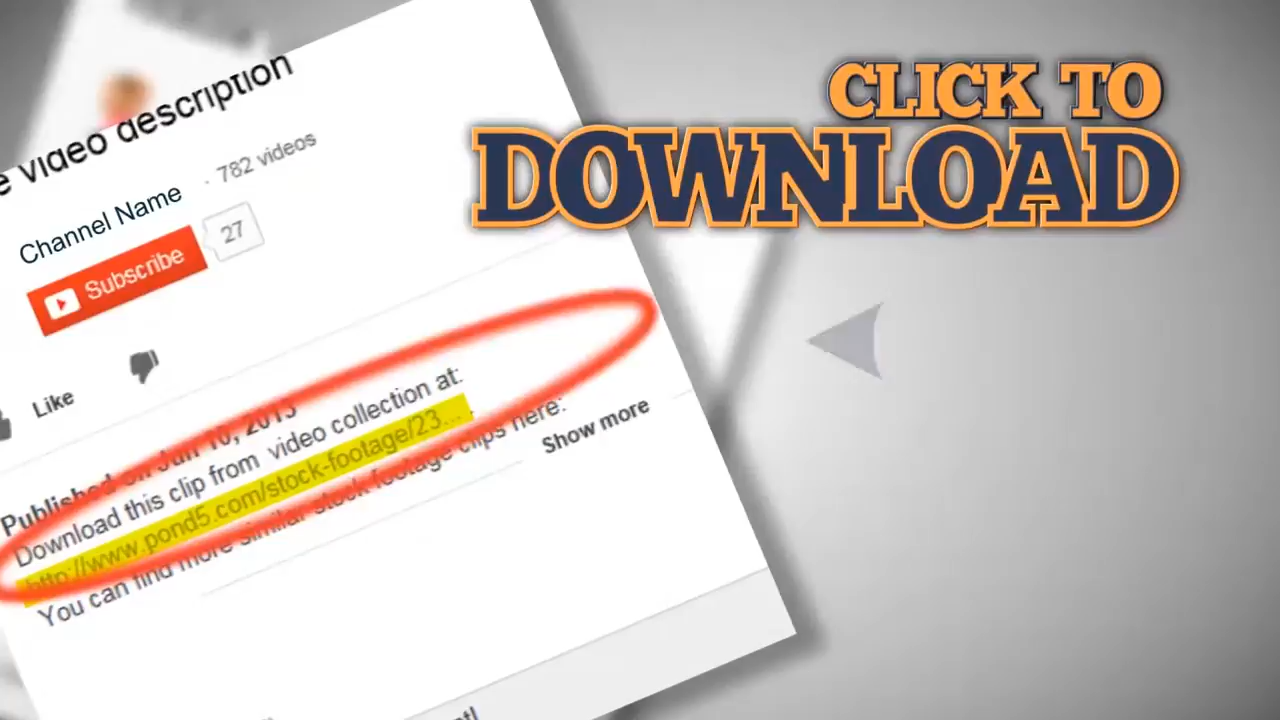 CLICK TO
DOWNLOAD
e video description
Channel Name
782 videos
Subscribe
27
Like
Published on Jun 10, 2013
Download this clip from video collection at:
http://www.pond5.com/stock-footage/23...
You can find more similar stock footage clips here:
Show more